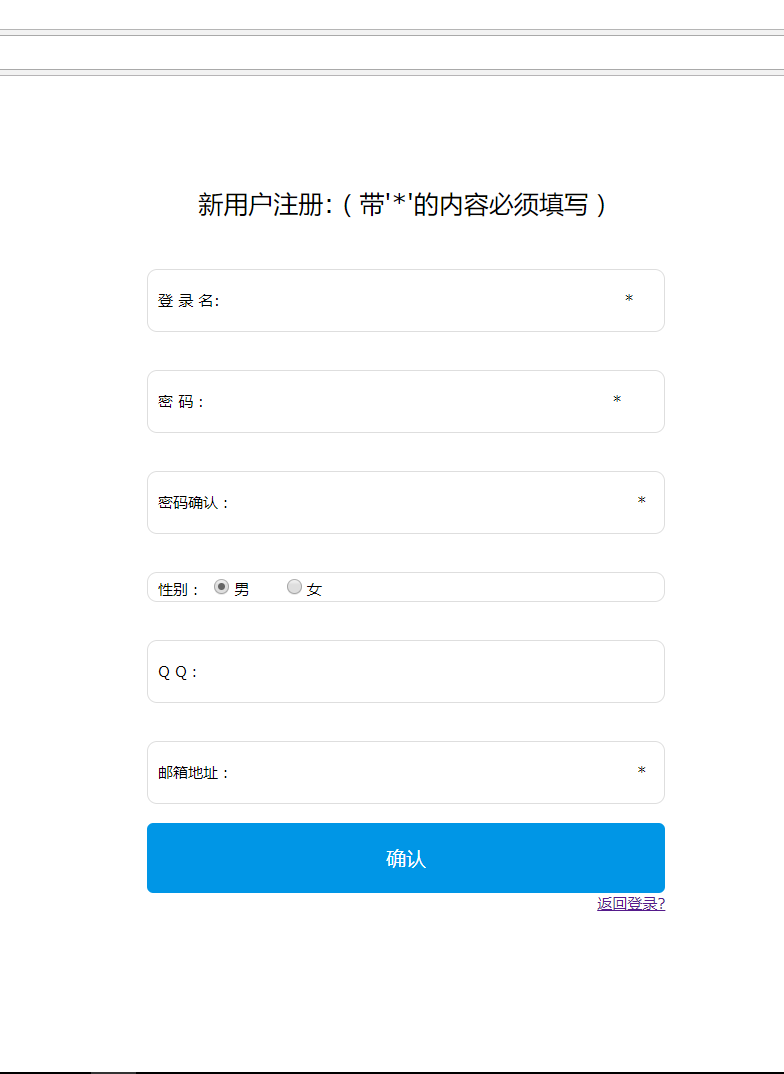 新用户注册:（带'*'的内容必须填写）
登 录 名: *
密 码： *
密码确认： *
性别： 男 女
Q Q：
邮箱地址： *
确认
返回登录?